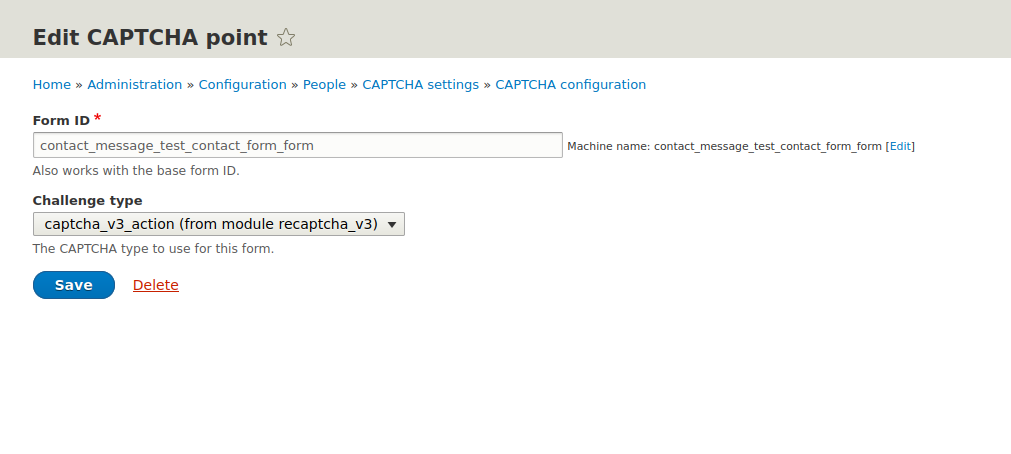 Edit CAPTCHA point
Home » Administration » Configuration » People » CAPTCHA settings » CAPTCHA configuration
Form ID *
contact_message_test_contact_form_form Machine name: contact_message_test_contact_form_form [Edit]
Also works with the base form ID.
Challenge type
captcha_v3_action (from module recaptcha_v3)
The CAPTCHA type to use for this form.
Save Delete